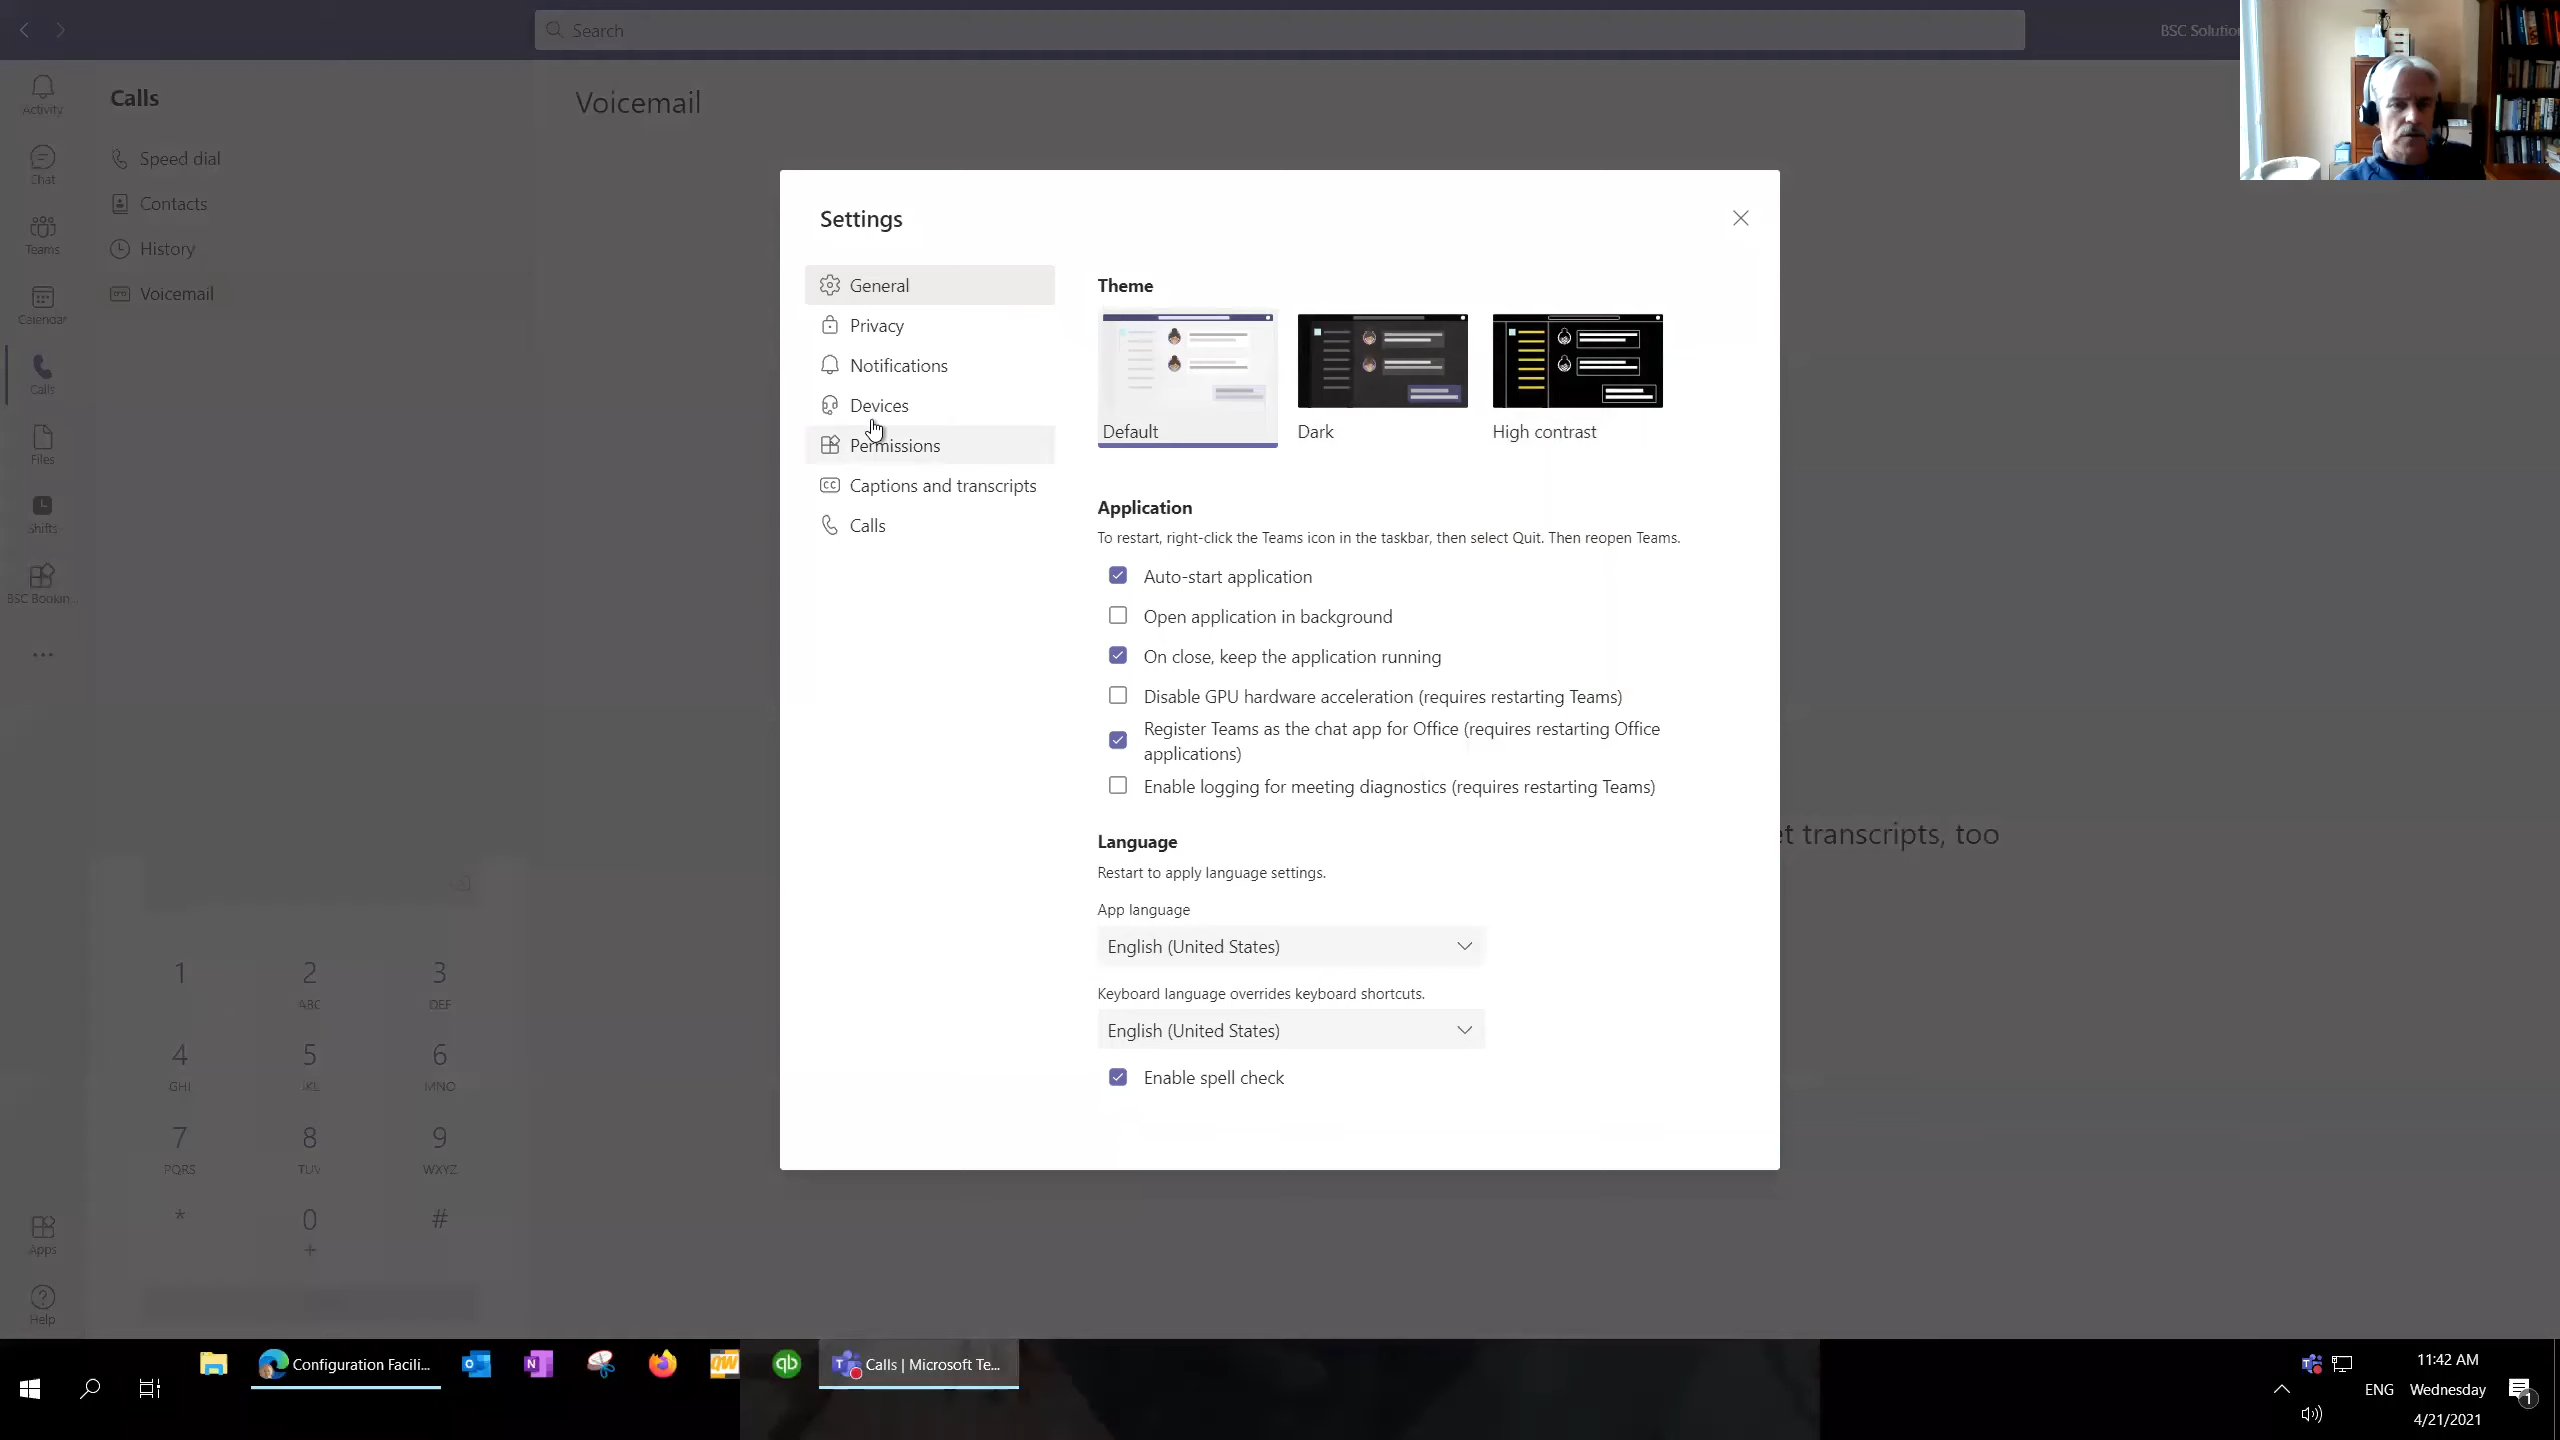 Search
BSC Solution
Activity
Chat
Teams
Calendar
Calls
Files
Shifts
BSC Bookin...
Apps
Help
Calls
Speed dial
Contacts
History
Voicemail
Voicemail
Settings
General
Privacy
Notifications
Devices
Permissions
Captions and transcripts
Calls
Theme
Default
Dark
High contrast
Application
To restart, right-click the Teams icon in the taskbar, then select Quit. Then reopen Teams.
Auto-start application
Open application in background
On close, keep the application running
Disable GPU hardware acceleration (requires restarting Teams)
Register Teams as the chat app for Office (requires restarting Office
applications)
Enable logging for meeting diagnostics (requires restarting Teams)
Language
Restart to apply language settings.
App language
English (United States)
Keyboard language overrides keyboard shortcuts.
English (United States)
Enable spell check
et transcripts, too
1 2 3
ABC DEF
4 5 6
GHI JKL MNO
7 8 9
PQRS TUV WXYZ
* 0 #
+
Configuration Facili...
Calls | Microsoft Te...
11:42 AM
ENG Wednesday
4/21/2021
1